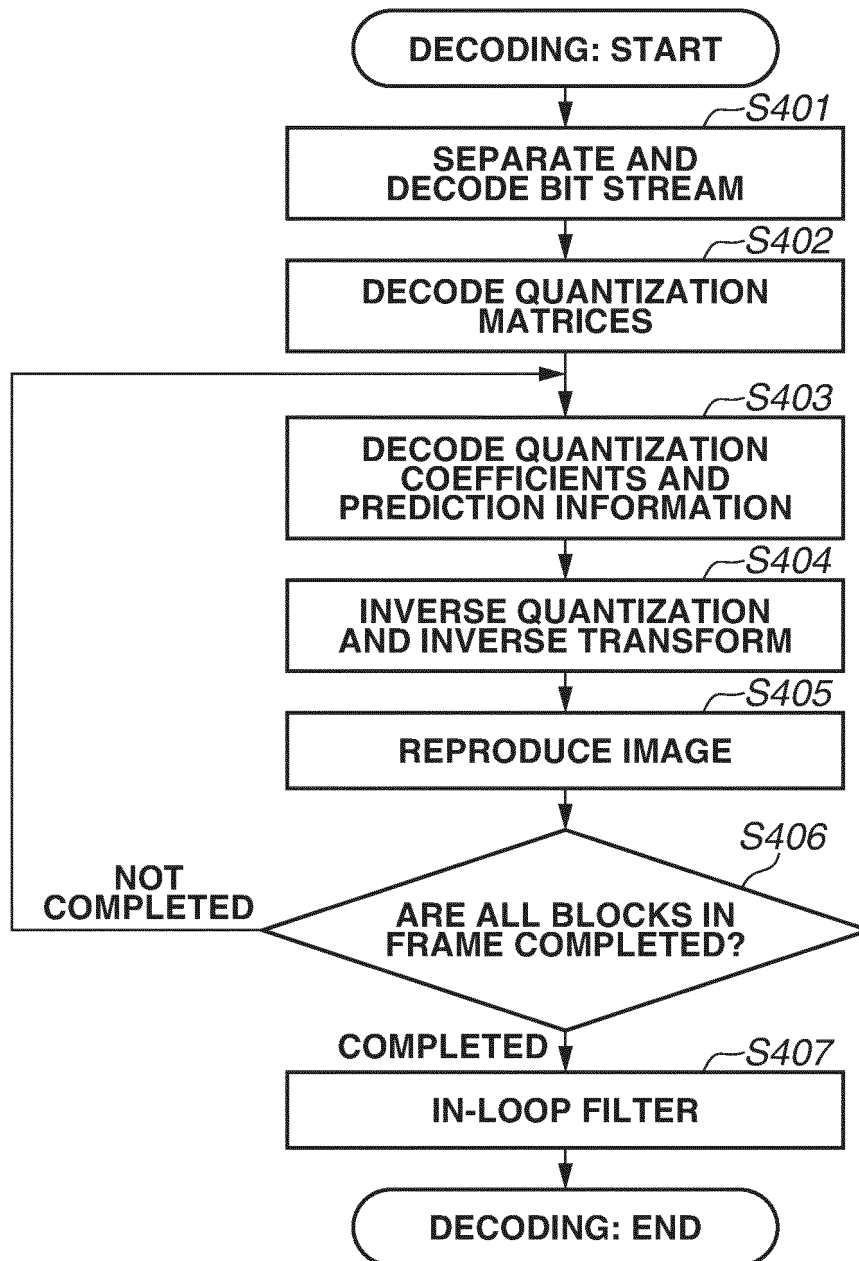 DECODING: START
S401
SEPARATE AND
DECODE BIT STREAM
S402
DECODE QUANTIZATION
MATRICES
S403
DECODE QUANTIZATION
COEFFICIENTS AND
PREDICTION INFORMATION
S404
INVERSE QUANTIZATION
AND INVERSE TRANSFORM
S405
REPRODUCE IMAGE
S406
NOT
COMPLETED
ARE ALL BLOCKS IN
FRAME COMPLETED?
COMPLETED
S407
IN-LOOP FILTER
DECODING: END